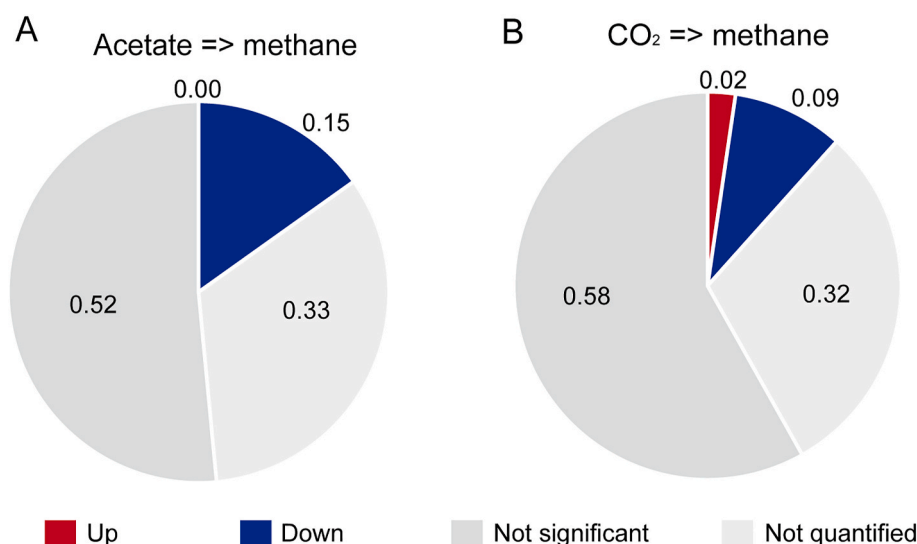 A
Acetate => methane
0.00
0.15
0.52
0.33
B
CO₂ => methane
0.02
0.09
0.58
0.32
Up
Down
Not significant
Not quantified